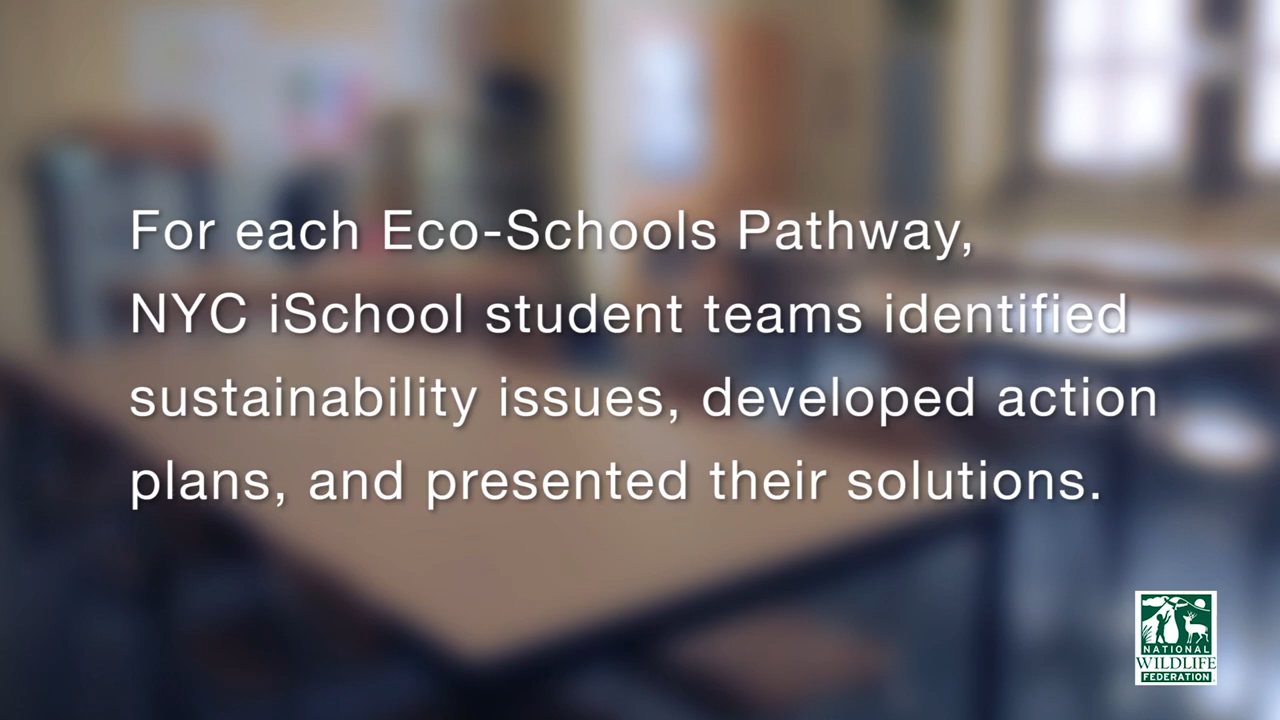 For each Eco-Schools Pathway,
NYC iSchool student teams identified
sustainability issues, developed action
plans, and presented their solutions.
NATIONAL
WILDLIFE
FEDERATION